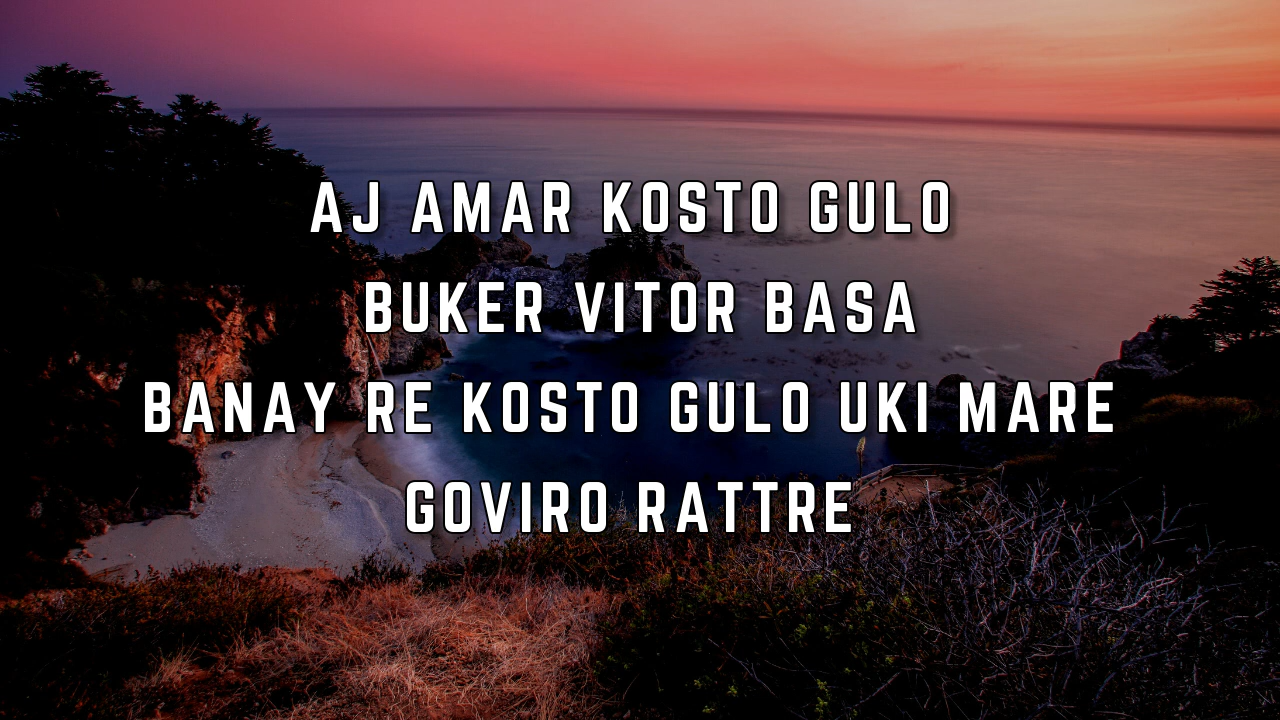 AJ AMAR KOSTO GULO
BUKER VITOR BASA
BANAY RE KOSTO GULO UKI MARE
GOVIRO RATTRE